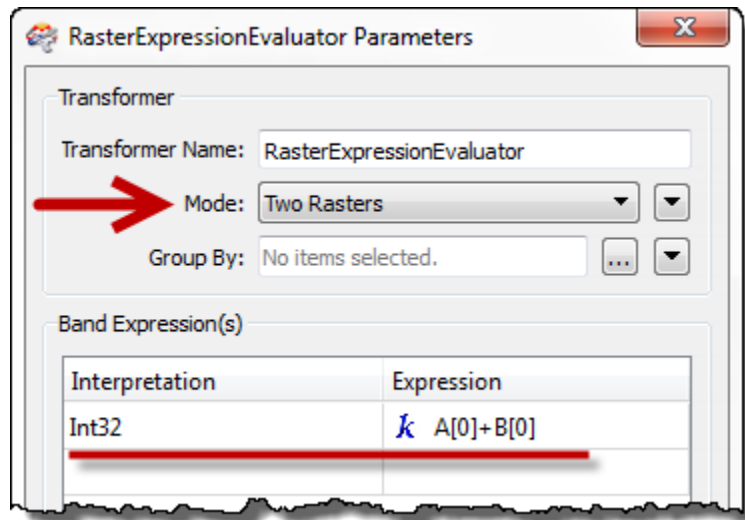 RasterExpressionEvaluator Parameters
Transformer
Transformer Name: RasterExpressionEvaluator
Mode: Two Rasters
Group By: No items selected. ...
Band Expression(s)
Interpretation Expression
Int32 k A[0]+B[0]